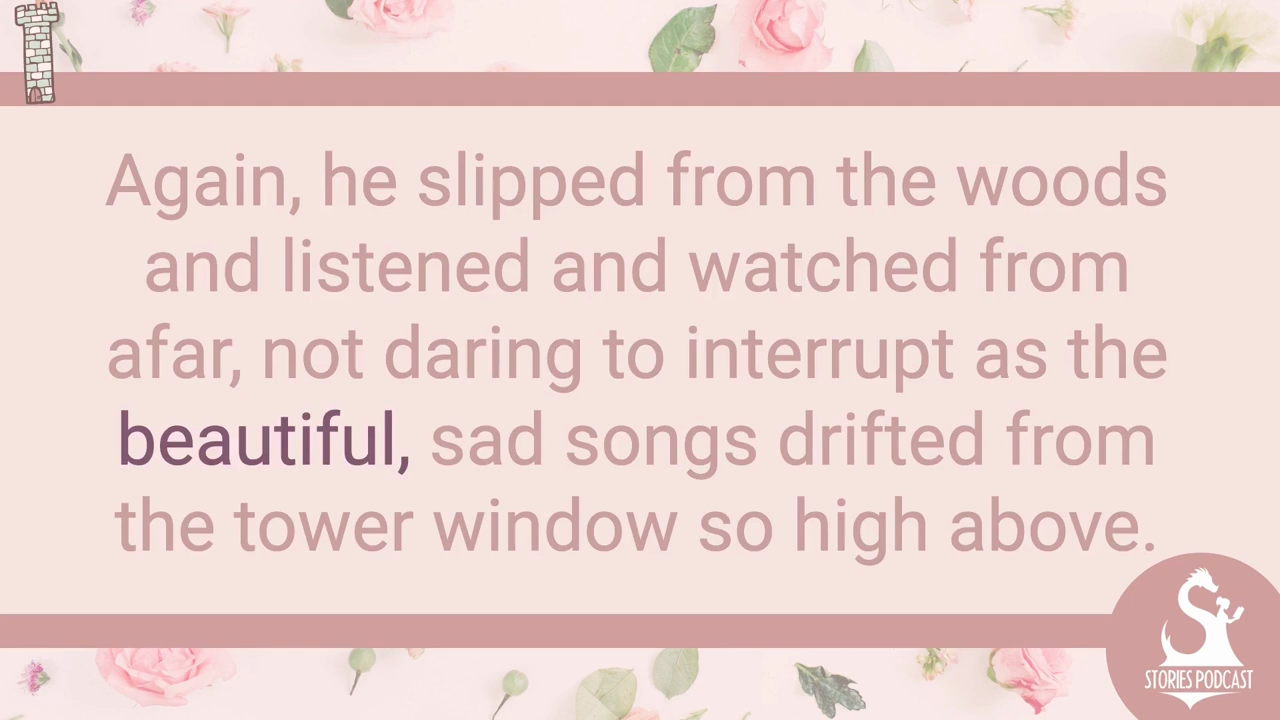 Again, he slipped from the woods
and listened and watched from
afar, not daring to interrupt as the
beautiful, sad songs drifted from
the tower window so high above.
STORIES PODCAST